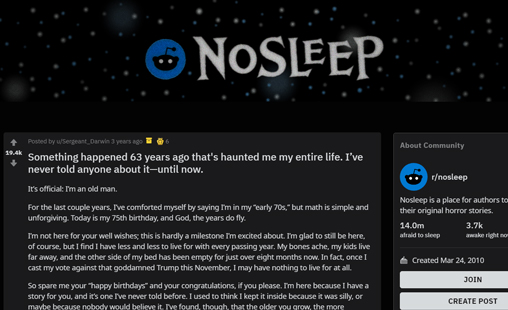 NOSLEEP
Posted by u/Sergeant_Darwin 3 years ago 6
19.4k
Something happened 63 years ago that's haunted me my entire life. I've
never told anyone about it—until now.
It's official: I'm an old man.
For the last couple years, I've comforted myself by saying I'm in my "early 70s," but math is simple and
unforgiving. Today is my 75th birthday, and God, the years do fly.
I'm not here for your well wishes; this is hardly a milestone I'm excited about. I'm glad to still be here,
of course, but I find I have less and less to live for with every passing year. My bones ache, my kids live
far away, and the other side of my bed has been empty for just over eight months now. In fact, once I
cast my vote against that goddamned Trump this November, I may have nothing to live for at all.
So spare me your "happy birthdays" and your congratulations, if you please. I'm here because I have a
story for you, and it's one I've never told before. I used to think I kept it inside because it was silly, or
maybe because nobody would believe it. I've found, though, that the older you grow, the more
About Community
r/nosleep
Nosleep is a place for authors to
their original horror stories.
14.0m 3.7k
afraid to sleep awake right no
Created Mar 24, 2010
JOIN
CREATE POST